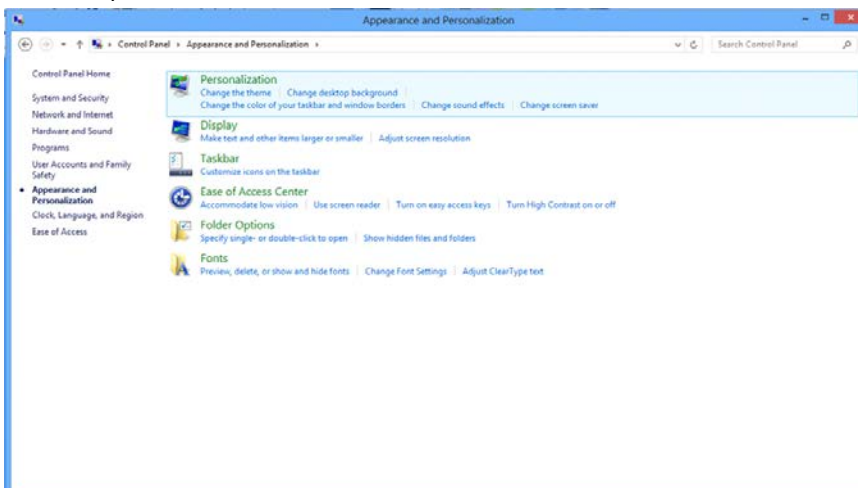 Appearance and Personalization
Control Panel ▸ Appearance and Personalization ▸
Search Control Panel
Control Panel Home
System and Security
Network and Internet
Hardware and Sound
Programs
User Accounts and Family
Safety
Appearance and
Personalization
Clock, Language, and Region
Ease of Access
Personalization
Change the theme | Change desktop background |
Change the color of your taskbar and window borders | Change sound effects | Change screen saver
Display
Make text and other items larger or smaller | Adjust screen resolution
Taskbar
Customize icons on the taskbar
Ease of Access Center
Accommodate low vision | Use screen reader | Turn on easy access keys | Turn High Contrast on or off
Folder Options
Specify single- or double-click to open | Show hidden files and folders
Fonts
Preview, delete, or show and hide fonts | Change Font Settings | Adjust ClearType text